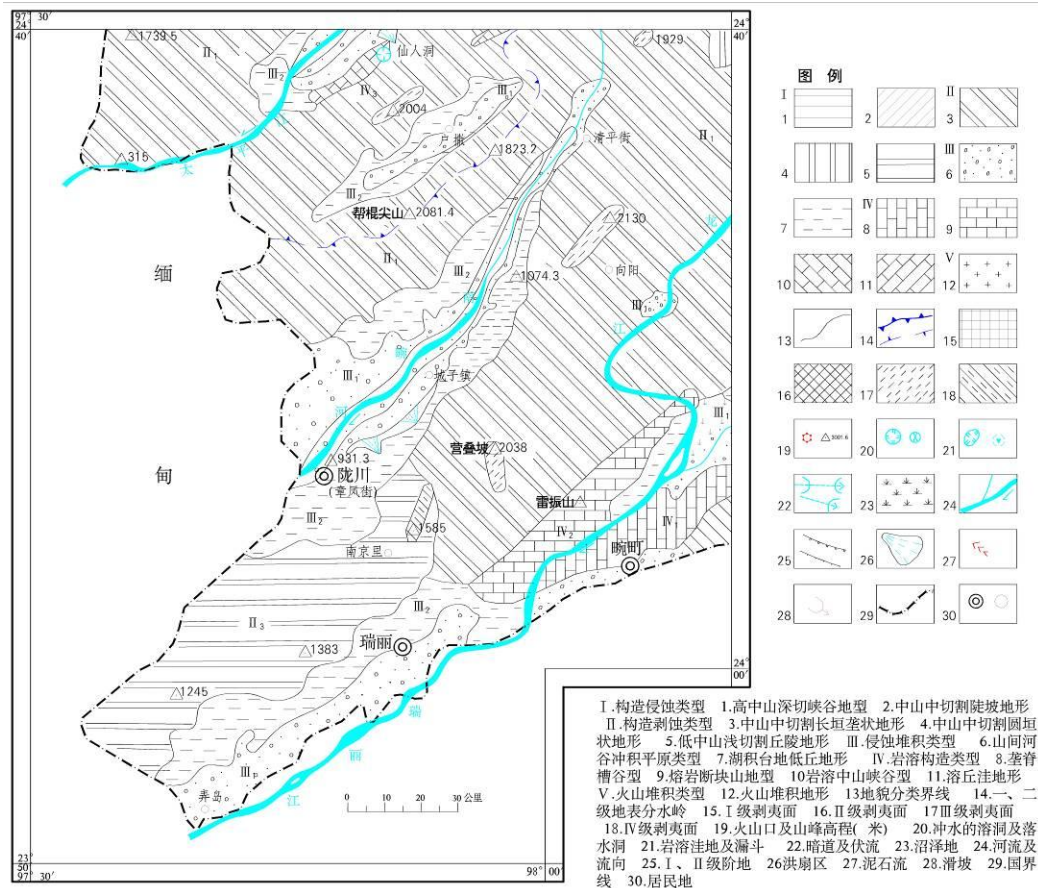 97° 30′
24°
40′
24°
40′
△1739.5
Ⅱ₁
仙人洞
△1929
Ⅲ₂
Ⅳ₃
△2004
Ⅲ₁
户撒
清平街
Ⅱ₁
△315
太 平 江
△1823.2
Ⅲ₂
帮棍尖山△2081.4
△2130
龙
Ⅱ₁
Ⅲ₂
△1074.3
向阳
缅
南
Ⅲ₁
江
畹
Ⅲ₁
城子镇
河
Ⅲ₁
甸
△931.3
营叠坡△2038
陇川
(章凤街)
雷振山△
Ⅲ₂
△1585
Ⅳ₁
南京里
Ⅳ₂
畹町
Ⅱ₃
Ⅲ₂
瑞丽
△1383
24°
00′
△1245
瑞
丽
江
Ⅲ₁
弄岛
0 10 20 30公里
23°
50′
98° 00′
图 例
Ⅰ Ⅱ
1 2 3
Ⅲ
4 5 6
Ⅳ
7 8 9
Ⅴ
10 11 12
13 14 15
16 17 18
19 △3001.6 20 21
22 23 24
25 26 27
28 29 30
Ⅰ.构造侵蚀类型 1.高中山深切峡谷地型 2.中山中切割陡坡地形
Ⅱ.构造剥蚀类型 3.中山中切割长垣垄状地形 4.中山中切割圆垣
状地形 5.低中山浅切割丘陵地形 Ⅲ.侵蚀堆积类型 6.山间河
谷冲积平原类型 7.湖积台地低丘地形 Ⅳ.岩溶构造类型 8.垄脊
槽谷型 9.熔岩断块山地型 10岩溶中山峡谷型 11.溶丘洼地形
Ⅴ.火山堆积类型 12.火山堆积地形 13地貌分类界线 14.一、二
级地表分水岭 15.Ⅰ级剥夷面 16.Ⅱ级剥夷面 17Ⅲ级剥夷面
18.Ⅳ级剥夷面 19.火山口及山峰高程( 米) 20.冲水的溶洞及落
水洞 21.岩溶洼地及漏斗 22.暗道及伏流 23.沼泽地 24.河流及
流向 25.Ⅰ、Ⅱ级阶地 26洪扇区 27.泥石流 28.滑坡 29.国界
线 30.居民地